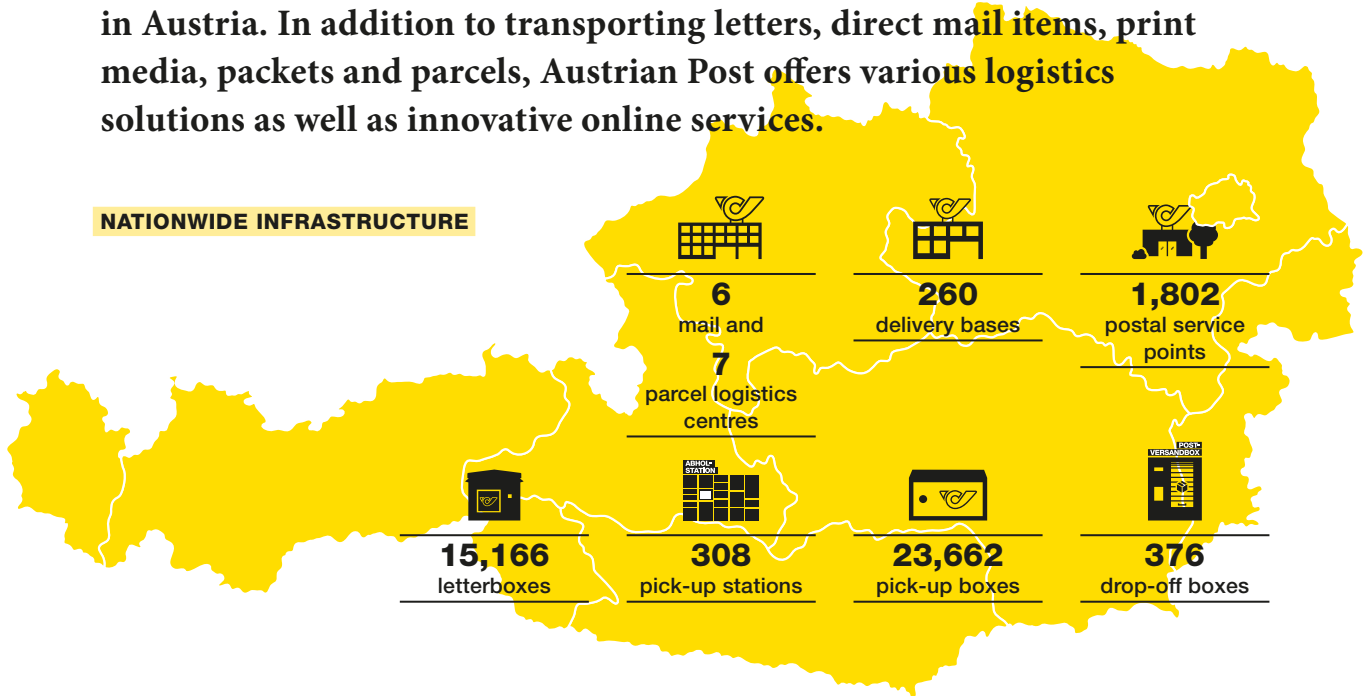 in Austria. In addition to transporting letters, direct mail items, print
media, packets and parcels, Austrian Post offers various logistics
solutions as well as innovative online services.
NATIONWIDE INFRASTRUCTURE
6
mail and
7
parcel logistics
centres
260
delivery bases
1,802
postal service
points
15,166
letterboxes
ABHOL-
STATION
308
pick-up stations
23,662
pick-up boxes
POST-
VERSANDBOX
376
drop-off boxes